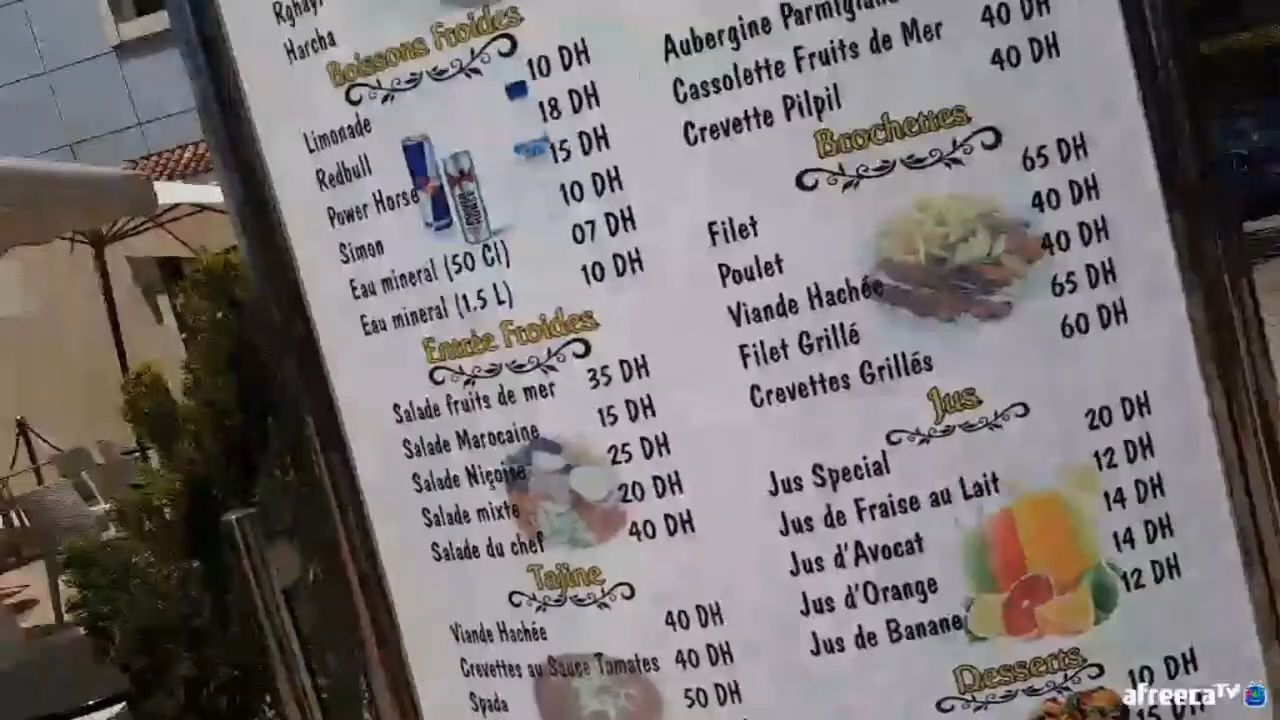 Harcha
Boissons Froides
Limonade 10 DH
Redbull 18 DH
Power Horse 15 DH
Simon 10 DH
Eau mineral (50 Cl) 07 DH
Eau mineral (1.5 L) 10 DH
Entrée Froides
Salade fruits de mer 35 DH
Salade Marocaine 15 DH
Salade Niçoise 25 DH
Salade mixte 20 DH
Salade du chef 40 DH
Tajine
Viande Hachée 40 DH
Crevettes au Sauce Tomates 40 DH
Spada 50 DH
Aubergine
Cassolette Fruits de Mer 40 DH
Crevette Pilpil 40 DH
Brochettes
Filet 65 DH
Poulet 40 DH
Viande Hachée 40 DH
Filet Grillé 65 DH
Crevettes Grillés 60 DH
Jus
Jus Special 20 DH
Jus de Fraise au Lait 12 DH
Jus d'Avocat 14 DH
Jus d'Orange 14 DH
Jus de Banane 12 DH
Desserts
10 DH
afreecaTV